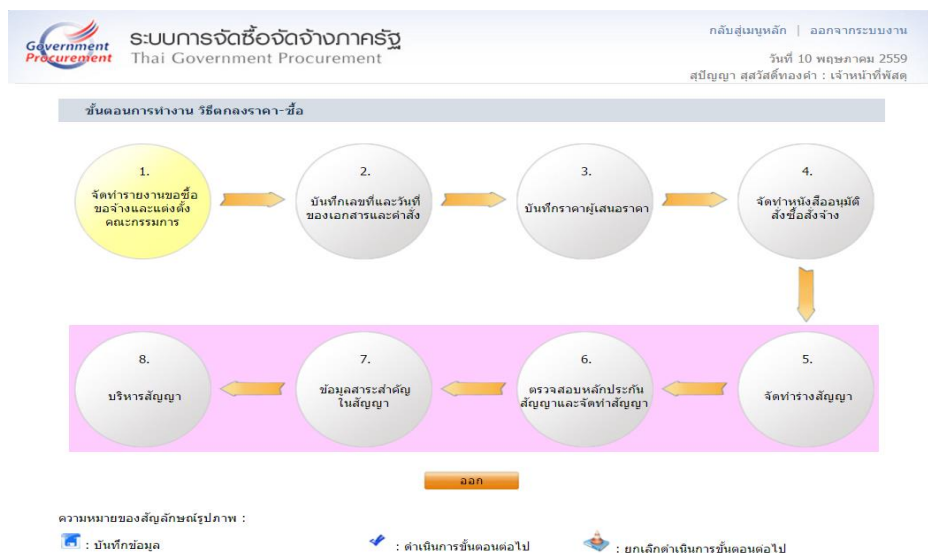 Government
Procurement
ระบบการจัดซื้อจัดจ้างภาครัฐ
Thai Government Procurement
กลับสู่เมนูหลัก | ออกจากระบบงาน
วันที่ 10 พฤษภาคม 2559
สุปัญญา สุสวัสดิ์ทองคำ : เจ้าหน้าที่พัสดุ
ขั้นตอนการทำงาน วิธีตกลงราคา-ซื้อ
1.
จัดทำรายงานขอซื้อ
ขอจ้างและแต่งตั้ง
คณะกรรมการ
2.
บันทึกเลขที่และวันที่
ของเอกสารและคำสั่ง
3.
บันทึกราคาผู้เสนอราคา
4.
จัดทำหนังสืออนุมัติ
สั่งซื้อสั่งจ้าง
5.
จัดทำร่างสัญญา
6.
ตรวจสอบหลักประกัน
สัญญาและจัดทำสัญญา
7.
ข้อมูลสาระสำคัญ
ในสัญญา
8.
บริหารสัญญา
ออก
ความหมายของสัญลักษณ์รูปภาพ :
: บันทึกข้อมูล
: ดำเนินการขั้นตอนต่อไป
: ยกเลิกดำเนินการขั้นตอนต่อไป